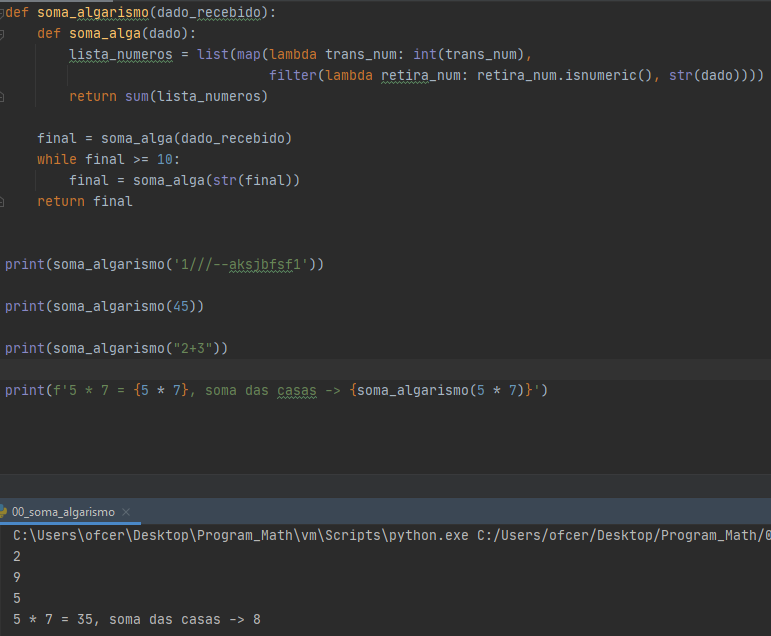 def soma_algarismo(dado_recebido):
    def soma_alga(dado):
        lista_numeros = list(map(lambda trans_num: int(trans_num),
                                 filter(lambda retira_num: retira_num.isnumeric(), str(dado))))
        return sum(lista_numeros)
    final = soma_alga(dado_recebido)
    while final >= 10:
        final = soma_alga(str(final))
    return final
print(soma_algarismo('1///--aksjbfsf1'))
print(soma_algarismo(45))
print(soma_algarismo("2+3"))
print(f'5 * 7 = {5 * 7}, soma das casas -> {soma_algarismo(5 * 7)}')
00_soma_algarismo ×
C:\Users\ofcer\Desktop\Program_Math\vm\Scripts\python.exe C:/Users/ofcer/Desktop/Program_Math/0
2
9
5
5 * 7 = 35, soma das casas -> 8